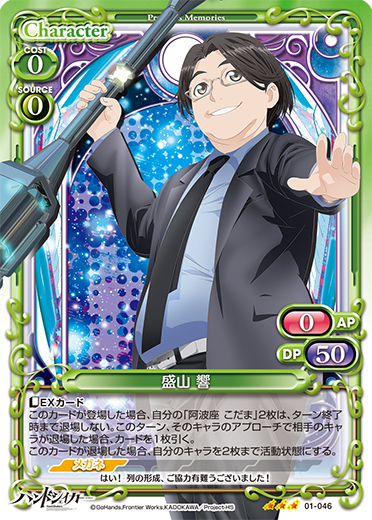 Precious Memories
Character
COST
0
SOURCE
0
0 AP
DP 50
盛山 響
EXカード
このカードが登場した場合、自分の「阿波座 こだま」2枚は、ターン終了
時まで退場しない。このターン、そのキャラのアプローチで相手のキャ
ラが退場した場合、カードを1枚引く。
このカードが退場した場合、自分のキャラを2枚まで活動状態にする。
メガネ
はい！ 列の形成、ご協力有難うございました！
ハンドシェイカー
©GoHands,Frontier Works,KADOKAWA, Project-HS
01-046